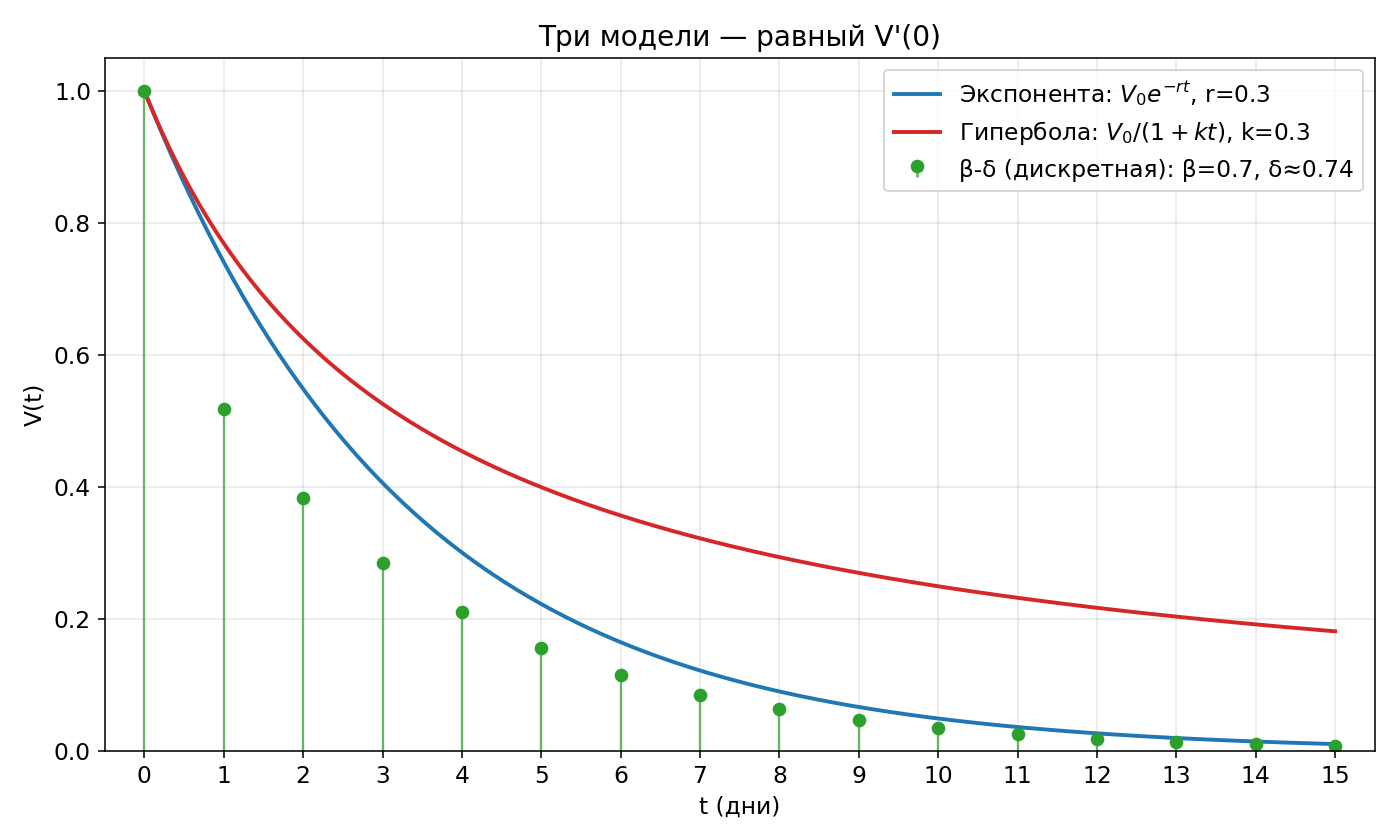 Три модели — равный V'(0)
Экспонента: $V_0e^{-rt}$, r=0.3
Гипербола: $V_0/(1+kt)$, k=0.3
β-δ (дискретная): β=0.7, δ≈0.74
1.0
0.8
0.6
0.4
0.2
0.0
V(t)
0 1 2 3 4 5 6 7 8 9 10 11 12 13 14 15
t (дни)